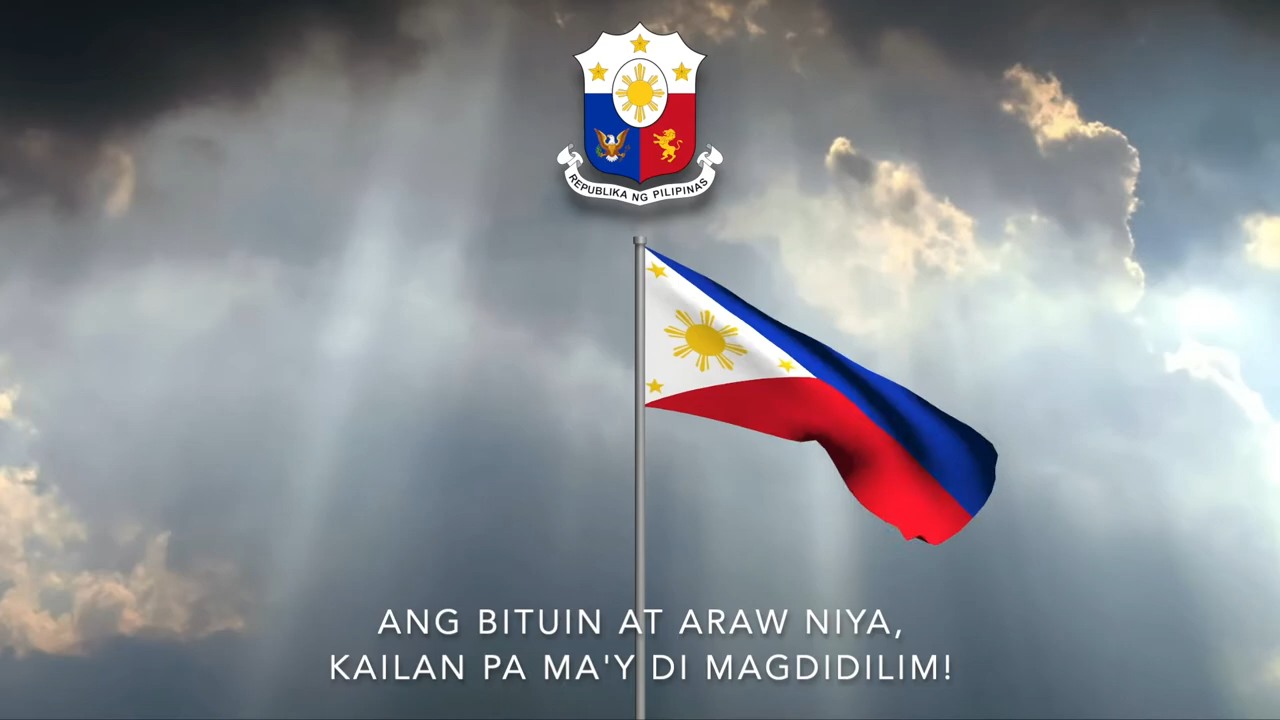 REPUBLIKA NG PILIPINAS
ANG BITUIN AT ARAW NIYA,
KAILAN PA MA'Y DI MAGDIDILIM!